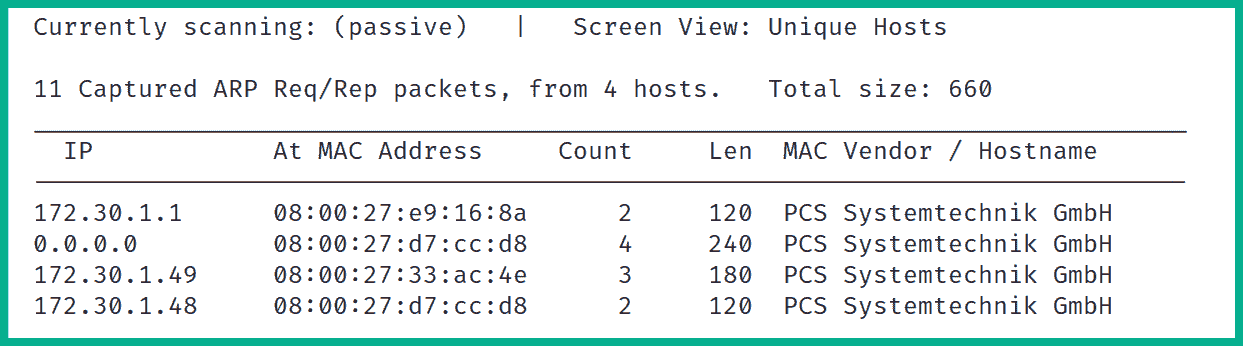 Currently scanning: (passive)   |   Screen View: Unique Hosts
11 Captured ARP Req/Rep packets, from 4 hosts.   Total size: 660
IP            At MAC Address     Count     Len  MAC Vendor / Hostname
172.30.1.1      08:00:27:e9:16:8a      2     120  PCS Systemtechnik GmbH
0.0.0.0         08:00:27:d7:cc:d8      4     240  PCS Systemtechnik GmbH
172.30.1.49     08:00:27:33:ac:4e      3     180  PCS Systemtechnik GmbH
172.30.1.48     08:00:27:d7:cc:d8      2     120  PCS Systemtechnik GmbH